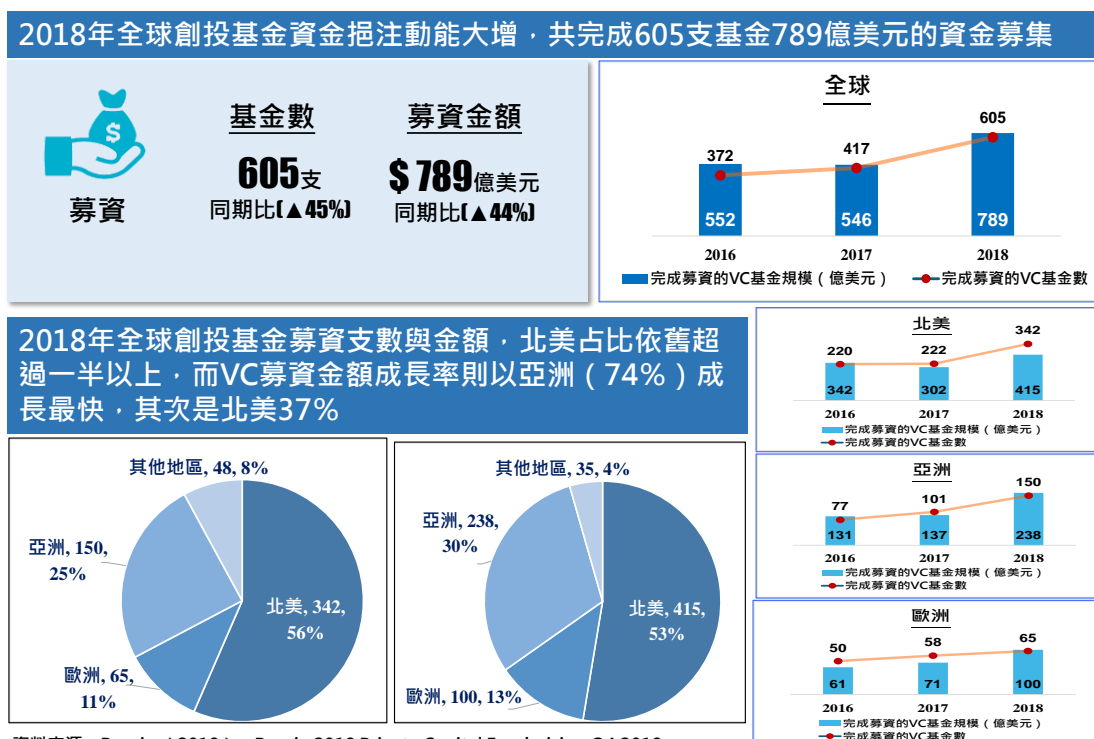 2018年全球創投基金資金挹注動能大增，共完成605支基金789億美元的資金募集
募資
基金數
605支
同期比(▲45%)
募資金額
$ 789億美元
同期比(▲44%)
全球
372
417
605
552
546
789
2016
2017
2018
完成募資的VC基金規模（億美元）
完成募資的VC基金數
2018年全球創投基金募資支數與金額，北美占比依舊超
過一半以上，而VC募資金額成長率則以亞洲（74%）成
長最快，其次是北美37%
其他地區, 48, 8%
亞洲, 150,
25%
北美, 342,
56%
歐洲, 65,
11%
其他地區, 35, 4%
亞洲, 238,
30%
北美, 415,
53%
歐洲, 100, 13%
北美
220
222
342
342
302
415
2016
2017
2018
完成募資的VC基金規模（億美元）
完成募資的VC基金數
亞洲
77
101
150
131
137
238
2016
2017
2018
完成募資的VC基金規模（億美元）
完成募資的VC基金數
歐洲
50
58
65
61
71
100
2016
2017
2018
完成募資的VC基金規模（億美元）
完成募資的VC基金數